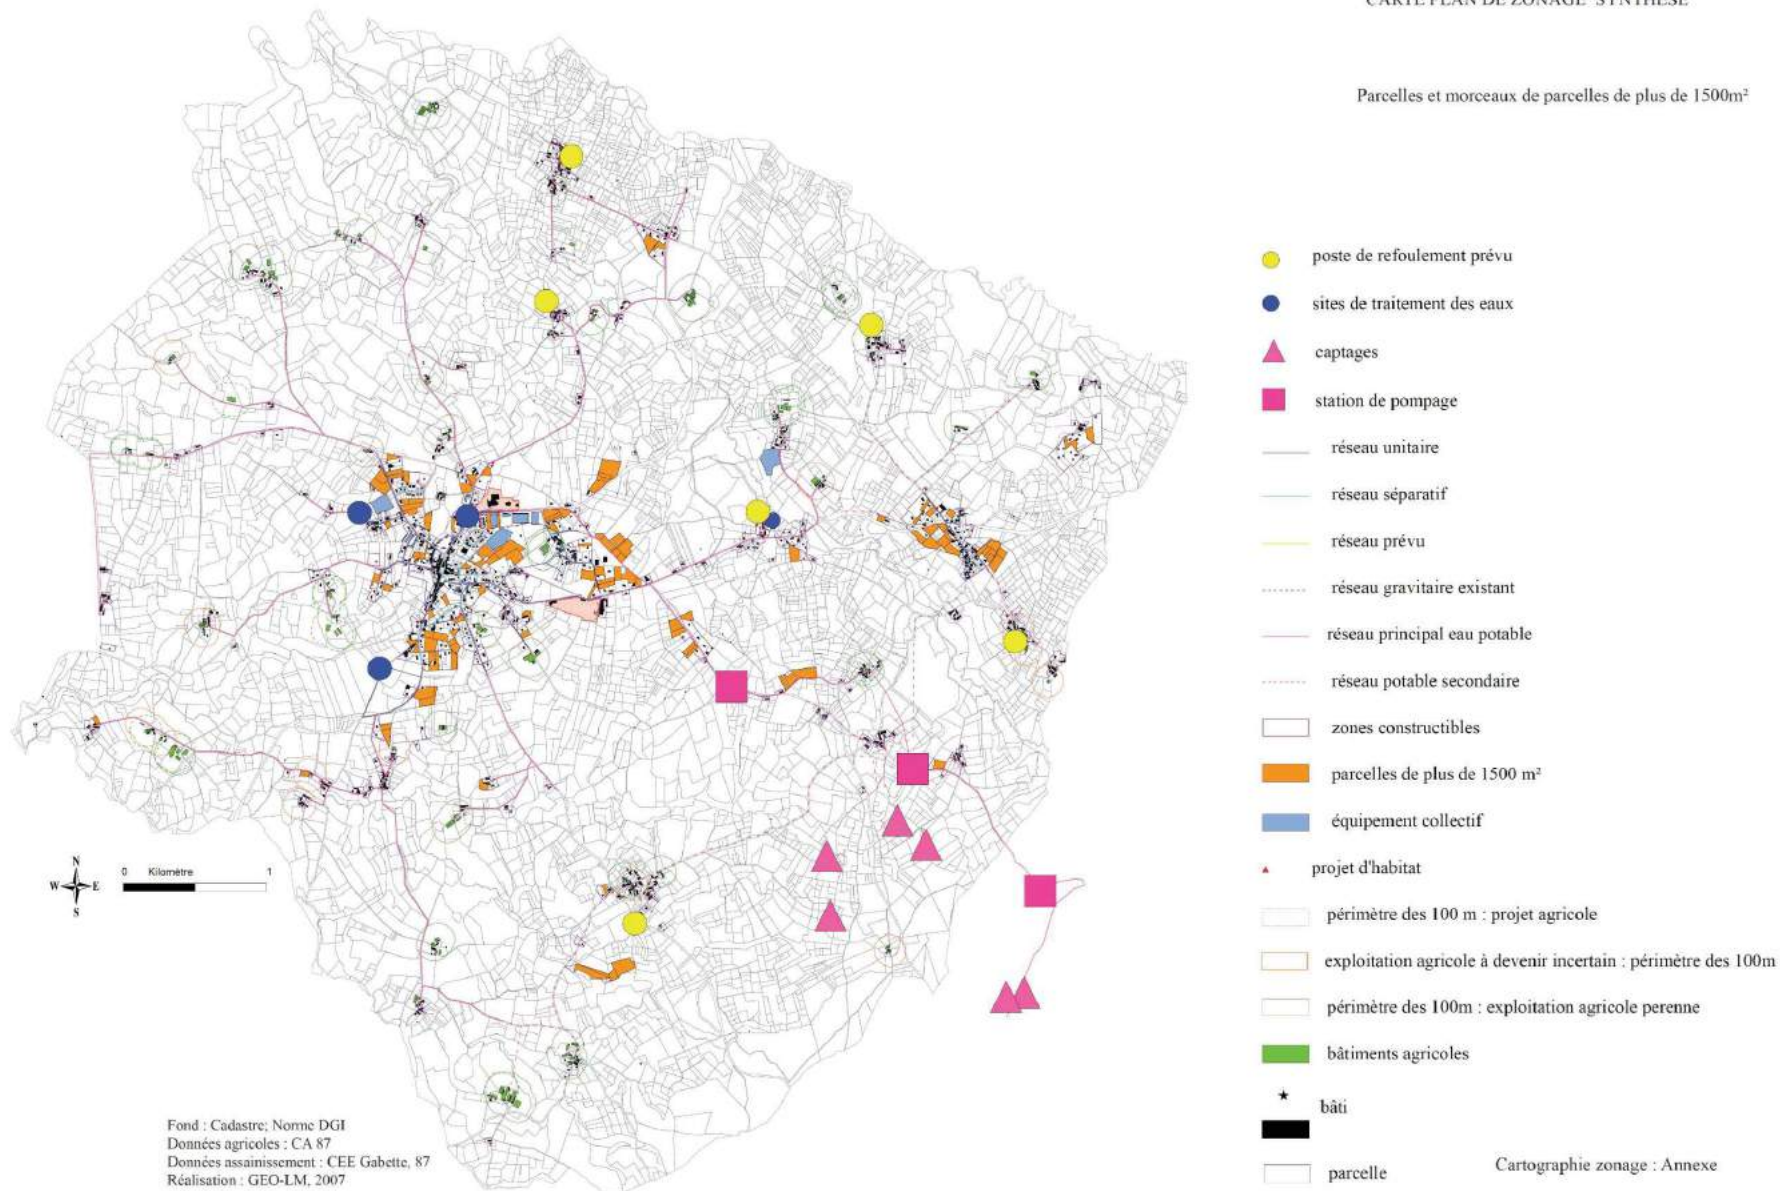 CARTE PLAN DE ZONAGE SYNTHESE
Parcelles et morceaux de parcelles de plus de 1500m²
poste de refoulement prévu
sites de traitement des eaux
captages
station de pompage
réseau unitaire
réseau séparatif
réseau prévu
réseau gravitaire existant
réseau principal eau potable
réseau potable secondaire
zones constructibles
parcelles de plus de 1500 m²
équipement collectif
projet d'habitat
périmètre des 100 m : projet agricole
exploitation agricole à devenir incertain : périmètre des 100m
périmètre des 100m : exploitation agricole perenne
bâtiments agricoles
bâti
parcelle
N
W E
S
0 Kilomètre 1
Fond : Cadastre; Norme DGI
Données agricoles : CA 87
Données assainissement : CEE Gabette, 87
Réalisation : GEO-LM, 2007
Cartographie zonage : Annexe